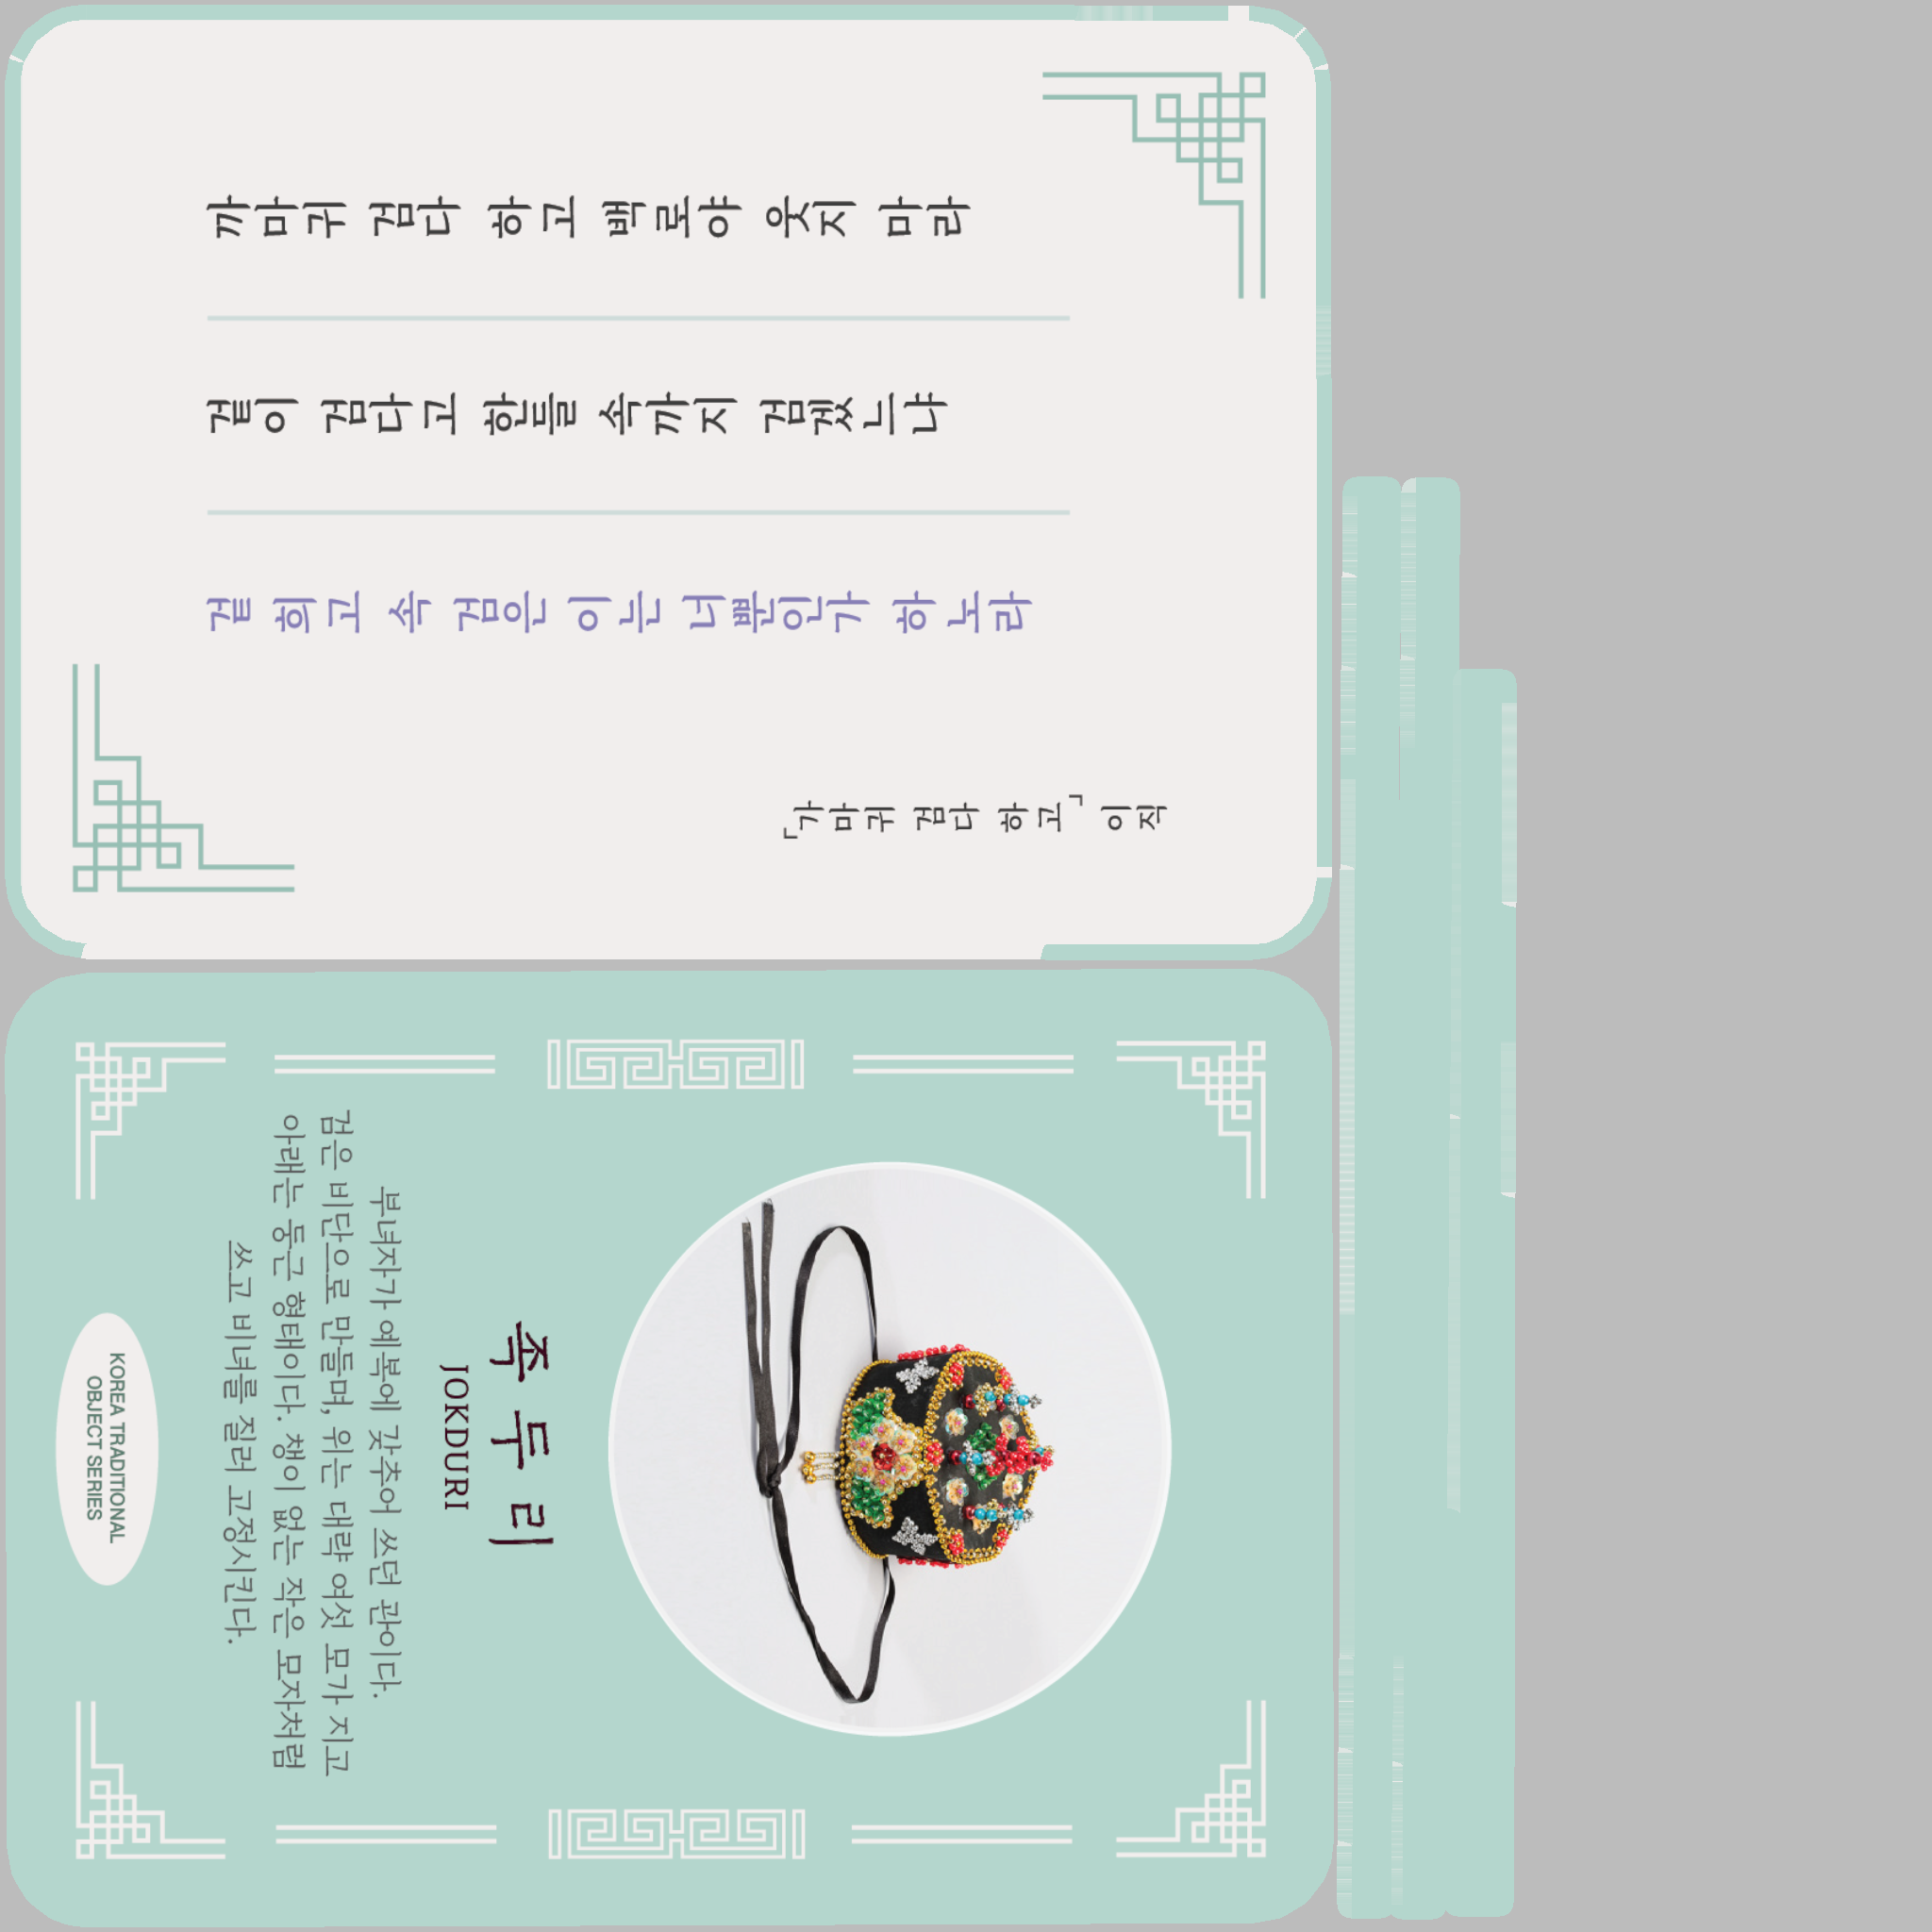 까마귀 검다 하고 백로야 웃지 마라
겉이 검다고 한들 속까지 검겠느냐
겉 희고 속 검은 이는 너뿐인가 하노라
「가마귀 검다 하고」 이직
족두리
JOKDURI
부녀자가 예복에 갖추어 쓰던 관이다.
검은 비단으로 만들며, 위는 대략 여섯 모가 지고
아래는 둥근 형태이다. 챙이 없는 작은 모자처럼
쓰고 비녀를 질러 고정시킨다.
KOREA TRADITIONAL
OBJECT SERIES